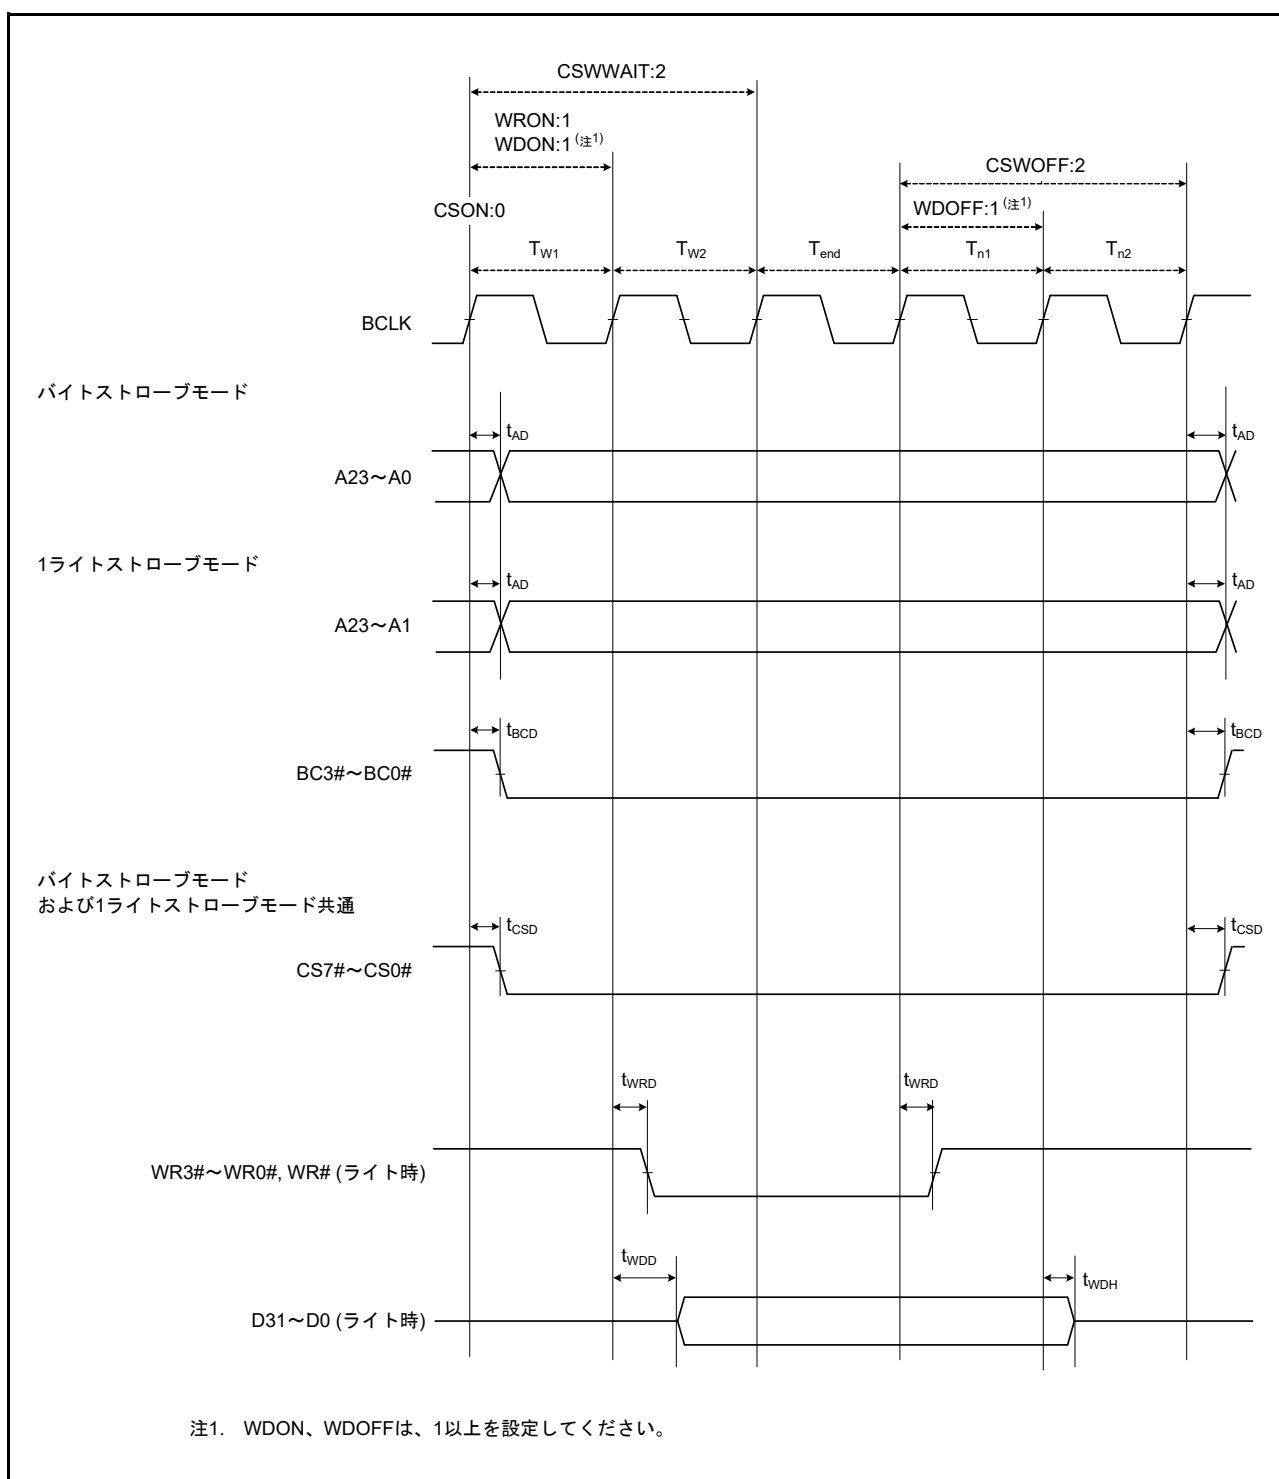 CSWWAIT:2
WRON:1
WDON:1 (注1)
CSWOFF:2
CSON:0
WDOFF:1 (注1)
TW1 TW2 Tend Tn1 Tn2
BCLK
バイトストローブモード
tAD tAD
A23～A0
1ライトストローブモード
tAD tAD
A23～A1
tBCD tBCD
BC3#～BC0#
バイトストローブモード
および1ライトストローブモード共通
tCSD tCSD
CS7#～CS0#
tWRD tWRD
WR3#～WR0#, WR# (ライト時)
tWDD tWDH
D31～D0 (ライト時)
注1. WDON、WDOFFは、1以上を設定してください。